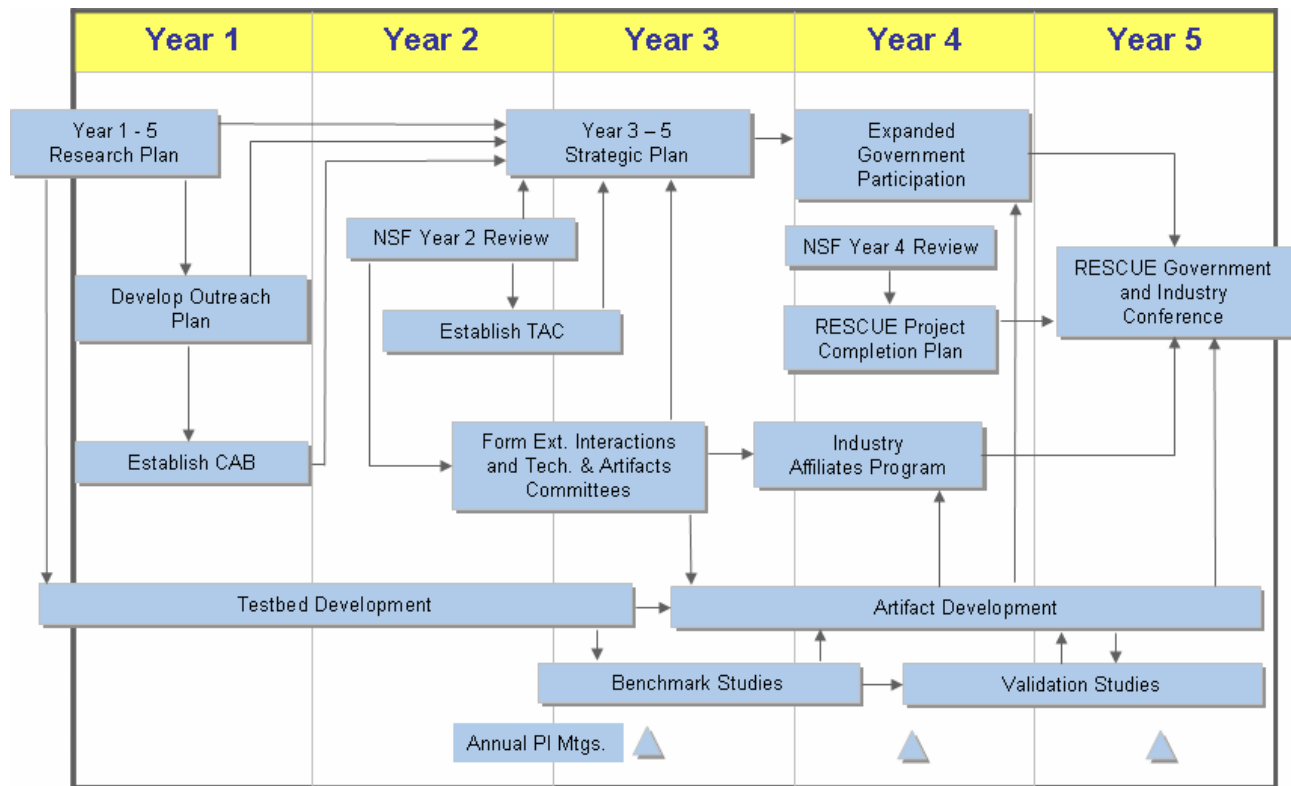 Year 1
Year 2
Year 3
Year 4
Year 5
Year 1 - 5
Research Plan
Year 3 – 5
Strategic Plan
Expanded
Government
Participation
NSF Year 2 Review
NSF Year 4 Review
RESCUE Government
and Industry
Conference
Develop Outreach
Plan
Establish TAC
RESCUE Project
Completion Plan
Establish CAB
Form Ext. Interactions
and Tech. & Artifacts
Committees
Industry
Affiliates Program
Testbed Development
Artifact Development
Benchmark Studies
Validation Studies
Annual PI Mtgs.